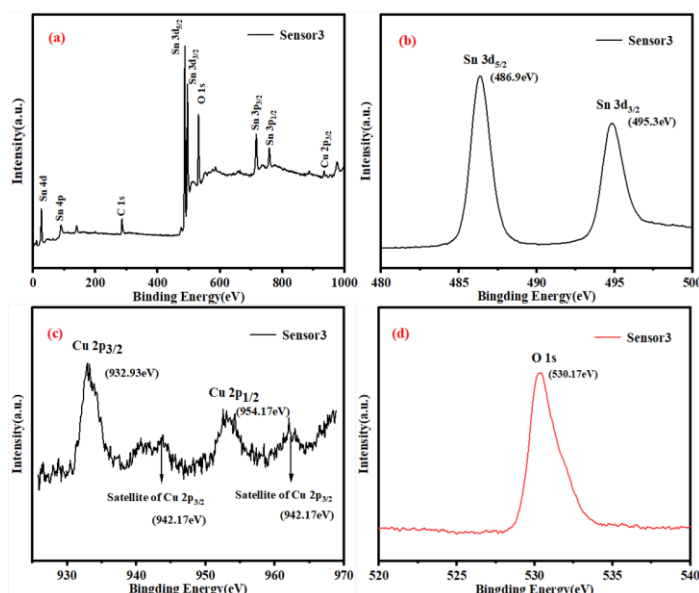 (a)
Sensor3
Sn 4d
Sn 4p
C 1s
Sn 3d5/2
Sn 3d3/2
O 1s
Sn 3p3/2
Sn 3p1/2
Cu 2p3/2
Intensity(a.u.)
0 200 400 600 800 1000
Binding Energy(eV)
(b)
Sensor3
Sn 3d5/2
(486.9eV)
Sn 3d3/2
(495.3eV)
Intensity(a.u.)
480 485 490 495 500
Bingding Energy(eV)
(c)
Sensor3
Cu 2p3/2
(932.93eV)
Cu 2p1/2
(954.17eV)
Satellite of Cu 2p3/2
(942.17eV)
Satellite of Cu 2p3/2
(942.17eV)
Intensity(a.u.)
930 940 950 960 970
Bingding Energy(eV)
(d)
Sensor3
O 1s
(530.17eV)
Intensity(a.u.)
520 525 530 535 540
Bingding Energy(eV)